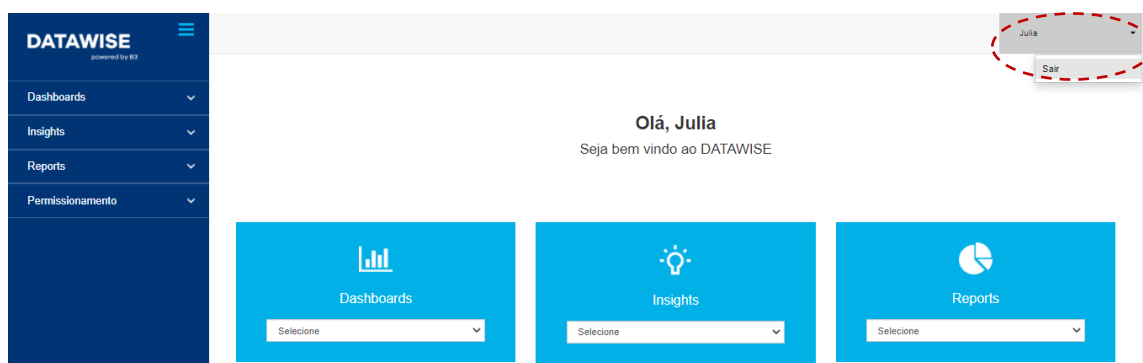 DATAWISE
powered by B3
Julia
Sair
Dashboards
Insights
Reports
Permissionamento
Olá, Julia
Seja bem vindo ao DATAWISE
Dashboards
Selecione
Insights
Selecione
Reports
Selecione